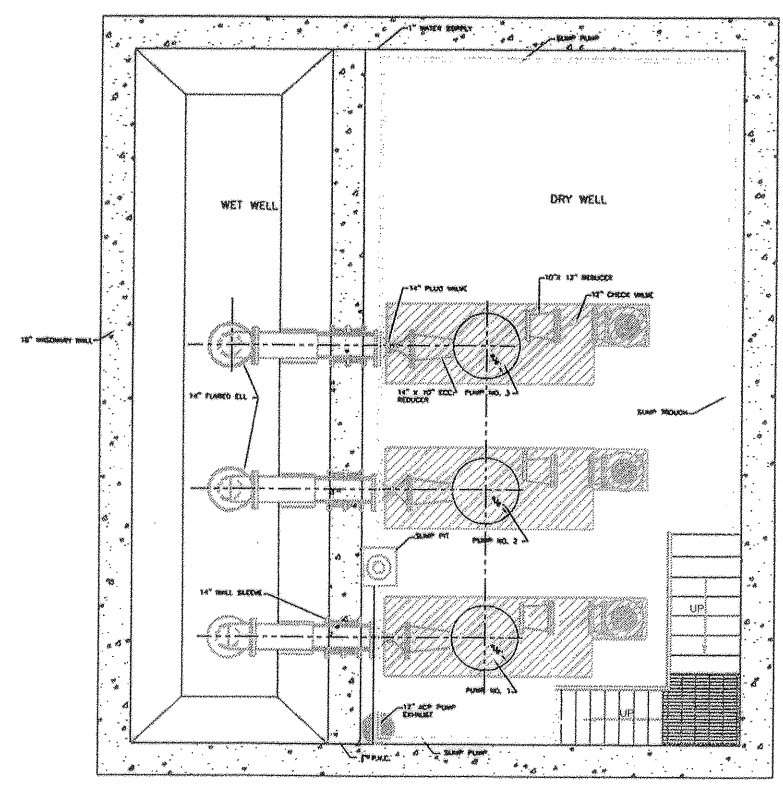 1" WATER SUPPLY
SUMP PUMP
WET WELL
DRY WELL
10"X 12" REDUCER
14" PLUG VALVE
12" CHECK VALVE
18" MASONARY WALL
14" FLARED ELL
14" X 10" ECC.
REDUCER
PUMP NO. 3
SUMP TROUGH
SUMP PIT
PUMP NO. 2
14" WALL SLEEVE
UP
PUMP NO. 1
12" ACP PUMP
EXHAUST
UP
SUMP PUMP
P.V.C.